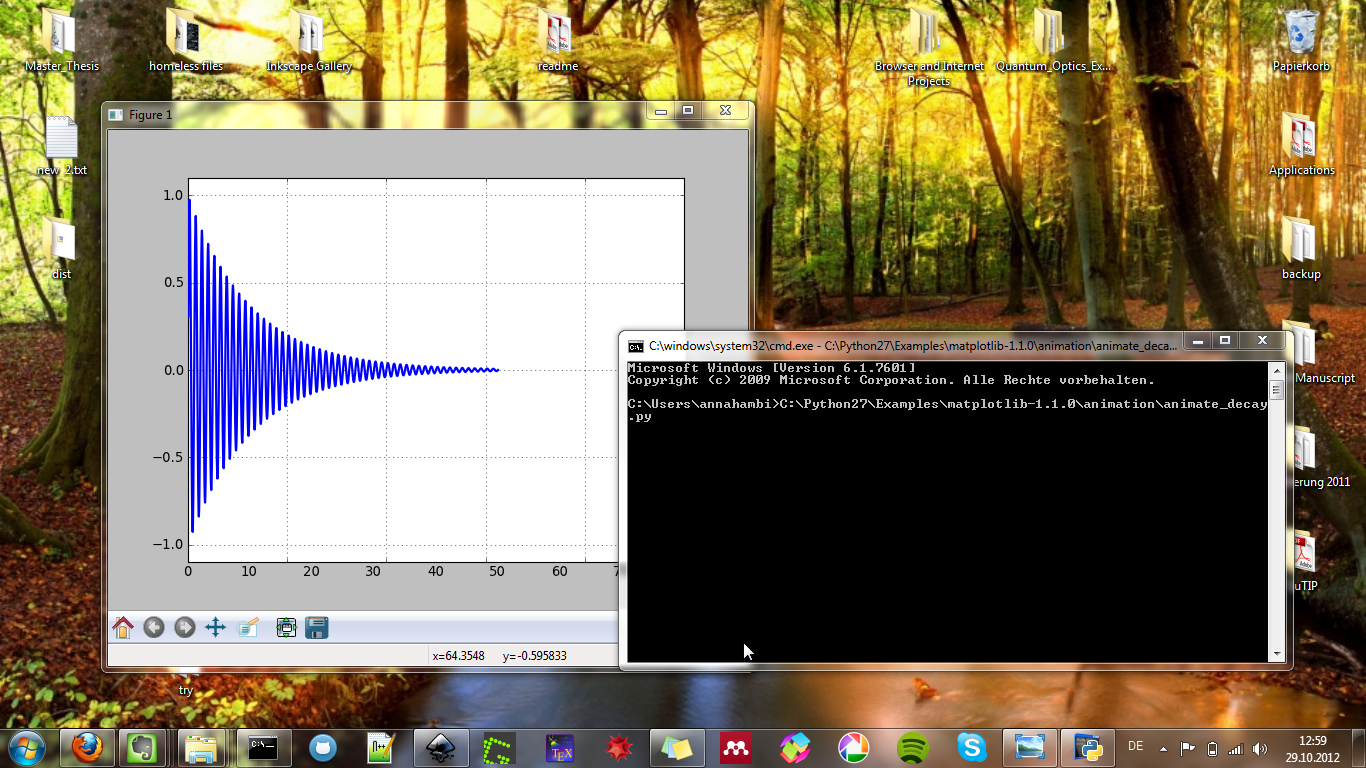 Master_Thesis
homeless files
Inkscape Gallery
readme
Browser and Internet
Projects
Quantum_Optics_Ex...
Papierkorb
new 2.txt
Applications
dist
backup
Manuscript
erung 2011
uTIP
try
Figure 1
1.0
0.5
0.0
−0.5
−1.0
0 10 20 30 40 50 60 7
x=64.3548 y=-0.595833
C:\windows\system32\cmd.exe - C:\Python27\Examples\matplotlib-1.1.0\animation\animate_deca...
Microsoft Windows [Version 6.1.7601]
Copyright (c) 2009 Microsoft Corporation. Alle Rechte vorbehalten.
C:\Users\annahambi>C:\Python27\Examples\matplotlib-1.1.0\animation\animate_decay
.py
DE
12:59
29.10.2012